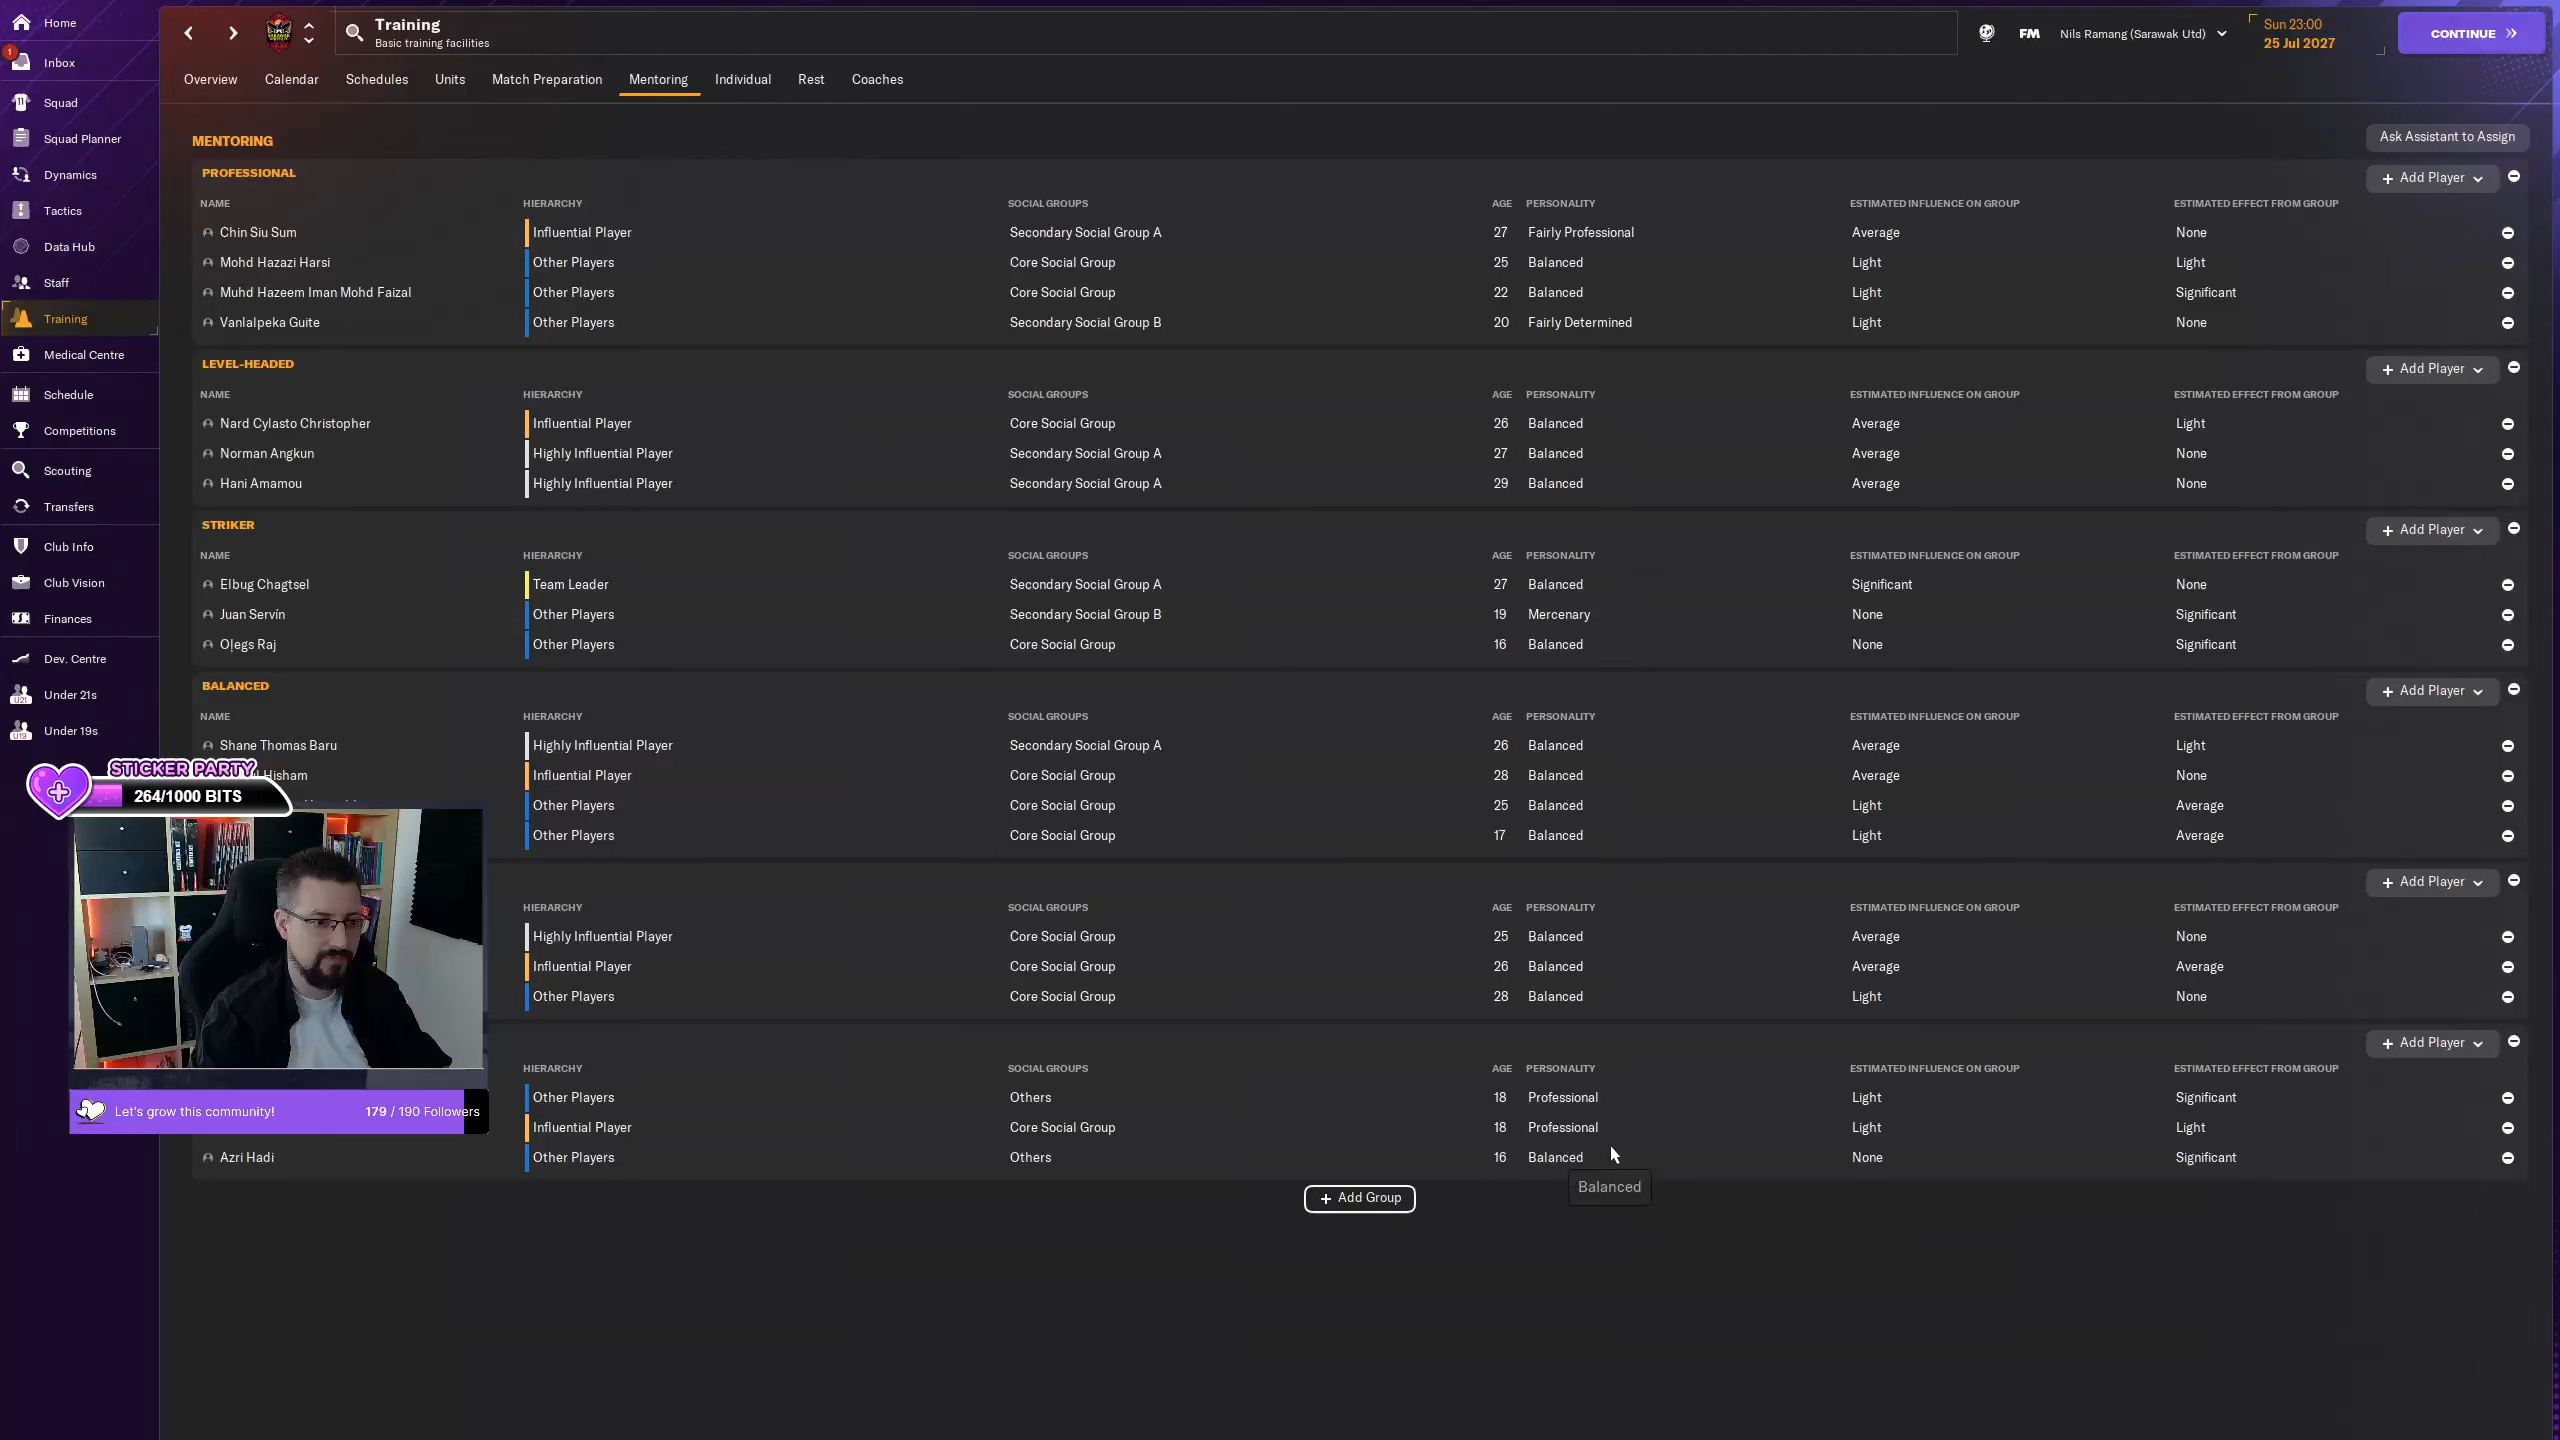 Home
Inbox
1
Squad
Squad Planner
Dynamics
Tactics
Data Hub
Staff
Training
Medical Centre
Schedule
Competitions
Scouting
Transfers
Club Info
Club Vision
Finances
Dev. Centre
Under 21s
Under 19s
Training
Basic training facilities
FM
Nils Ramang (Sarawak Utd)
Sun 23:00
25 Jul 2027
CONTINUE
Overview Calendar Schedules Units Match Preparation Mentoring Individual Rest Coaches
MENTORING
Ask Assistant to Assign
PROFESSIONAL
Add Player
NAME HIERARCHY SOCIAL GROUPS AGE PERSONALITY ESTIMATED INFLUENCE ON GROUP ESTIMATED EFFECT FROM GROUP
Chin Siu Sum Influential Player Secondary Social Group A 27 Fairly Professional Average None
Mohd Hazazi Harsi Other Players Core Social Group 25 Balanced Light Light
Muhd Hazeem Iman Mohd Faizal Other Players Core Social Group 22 Balanced Light Significant
Vanlalpeka Guite Other Players Secondary Social Group B 20 Fairly Determined Light None
LEVEL-HEADED
Add Player
NAME HIERARCHY SOCIAL GROUPS AGE PERSONALITY ESTIMATED INFLUENCE ON GROUP ESTIMATED EFFECT FROM GROUP
Nard Cylasto Christopher Influential Player Core Social Group 26 Balanced Average Light
Norman Angkun Highly Influential Player Secondary Social Group A 27 Balanced Average None
Hani Amamou Highly Influential Player Secondary Social Group A 29 Balanced Average None
STRIKER
Add Player
NAME HIERARCHY SOCIAL GROUPS AGE PERSONALITY ESTIMATED INFLUENCE ON GROUP ESTIMATED EFFECT FROM GROUP
Elbug Chagtsel Team Leader Secondary Social Group A 27 Balanced Significant None
Juan Servín Other Players Secondary Social Group B 19 Mercenary None Significant
Oļegs Raj Other Players Core Social Group 16 Balanced None Significant
BALANCED
Add Player
NAME HIERARCHY SOCIAL GROUPS AGE PERSONALITY ESTIMATED INFLUENCE ON GROUP ESTIMATED EFFECT FROM GROUP
Shane Thomas Baru Highly Influential Player Secondary Social Group A 26 Balanced Average Light
Hisham Influential Player Core Social Group 28 Balanced Average None
Other Players Core Social Group 25 Balanced Light Average
Other Players Core Social Group 17 Balanced Light Average
Add Player
HIERARCHY SOCIAL GROUPS AGE PERSONALITY ESTIMATED INFLUENCE ON GROUP ESTIMATED EFFECT FROM GROUP
Highly Influential Player Core Social Group 25 Balanced Average None
Influential Player Core Social Group 26 Balanced Average Average
Other Players Core Social Group 28 Balanced Light None
Add Player
HIERARCHY SOCIAL GROUPS AGE PERSONALITY ESTIMATED INFLUENCE ON GROUP ESTIMATED EFFECT FROM GROUP
Other Players Others 18 Professional Light Significant
Influential Player Core Social Group 18 Professional Light Light
Azri Hadi Other Players Others 16 Balanced None Significant
Add Group
Balanced
STICKER PARTY
264/1000 BITS
Let's grow this community! 179 / 190 Followers